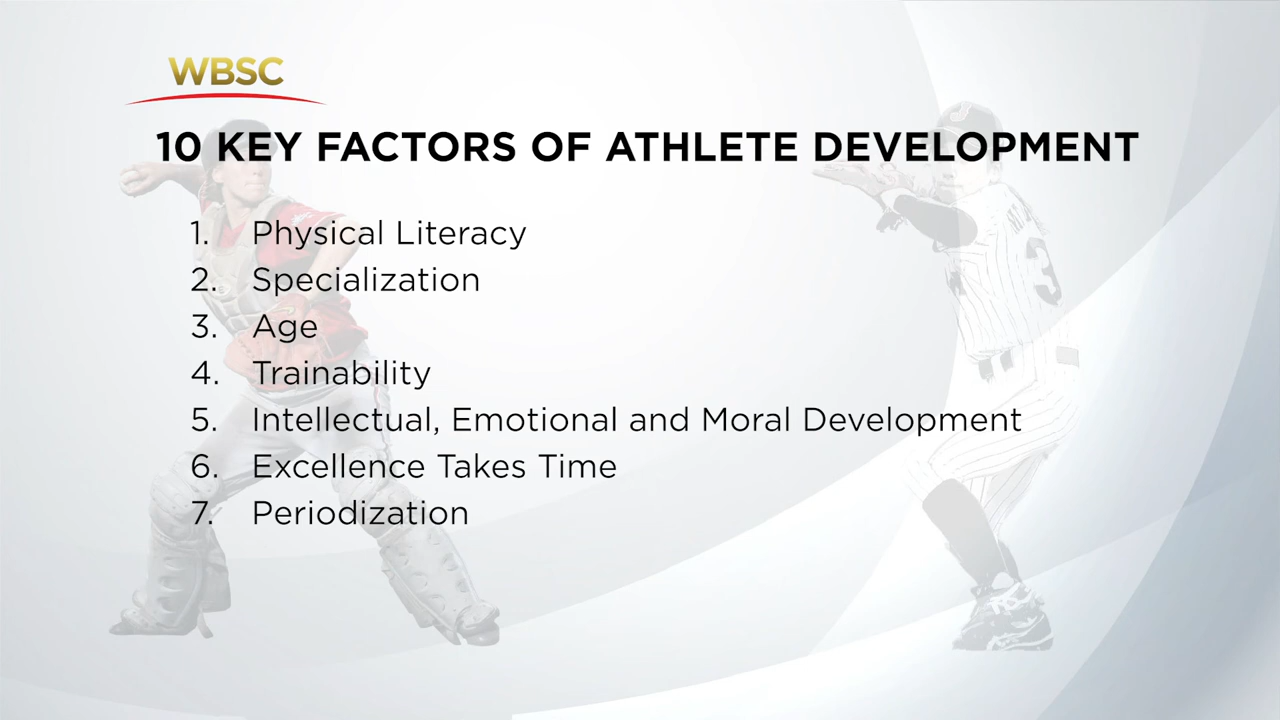 WBSC
10 KEY FACTORS OF ATHLETE DEVELOPMENT
1. Physical Literacy
2. Specialization
3. Age
4. Trainability
5. Intellectual, Emotional and Moral Development
6. Excellence Takes Time
7. Periodization
3